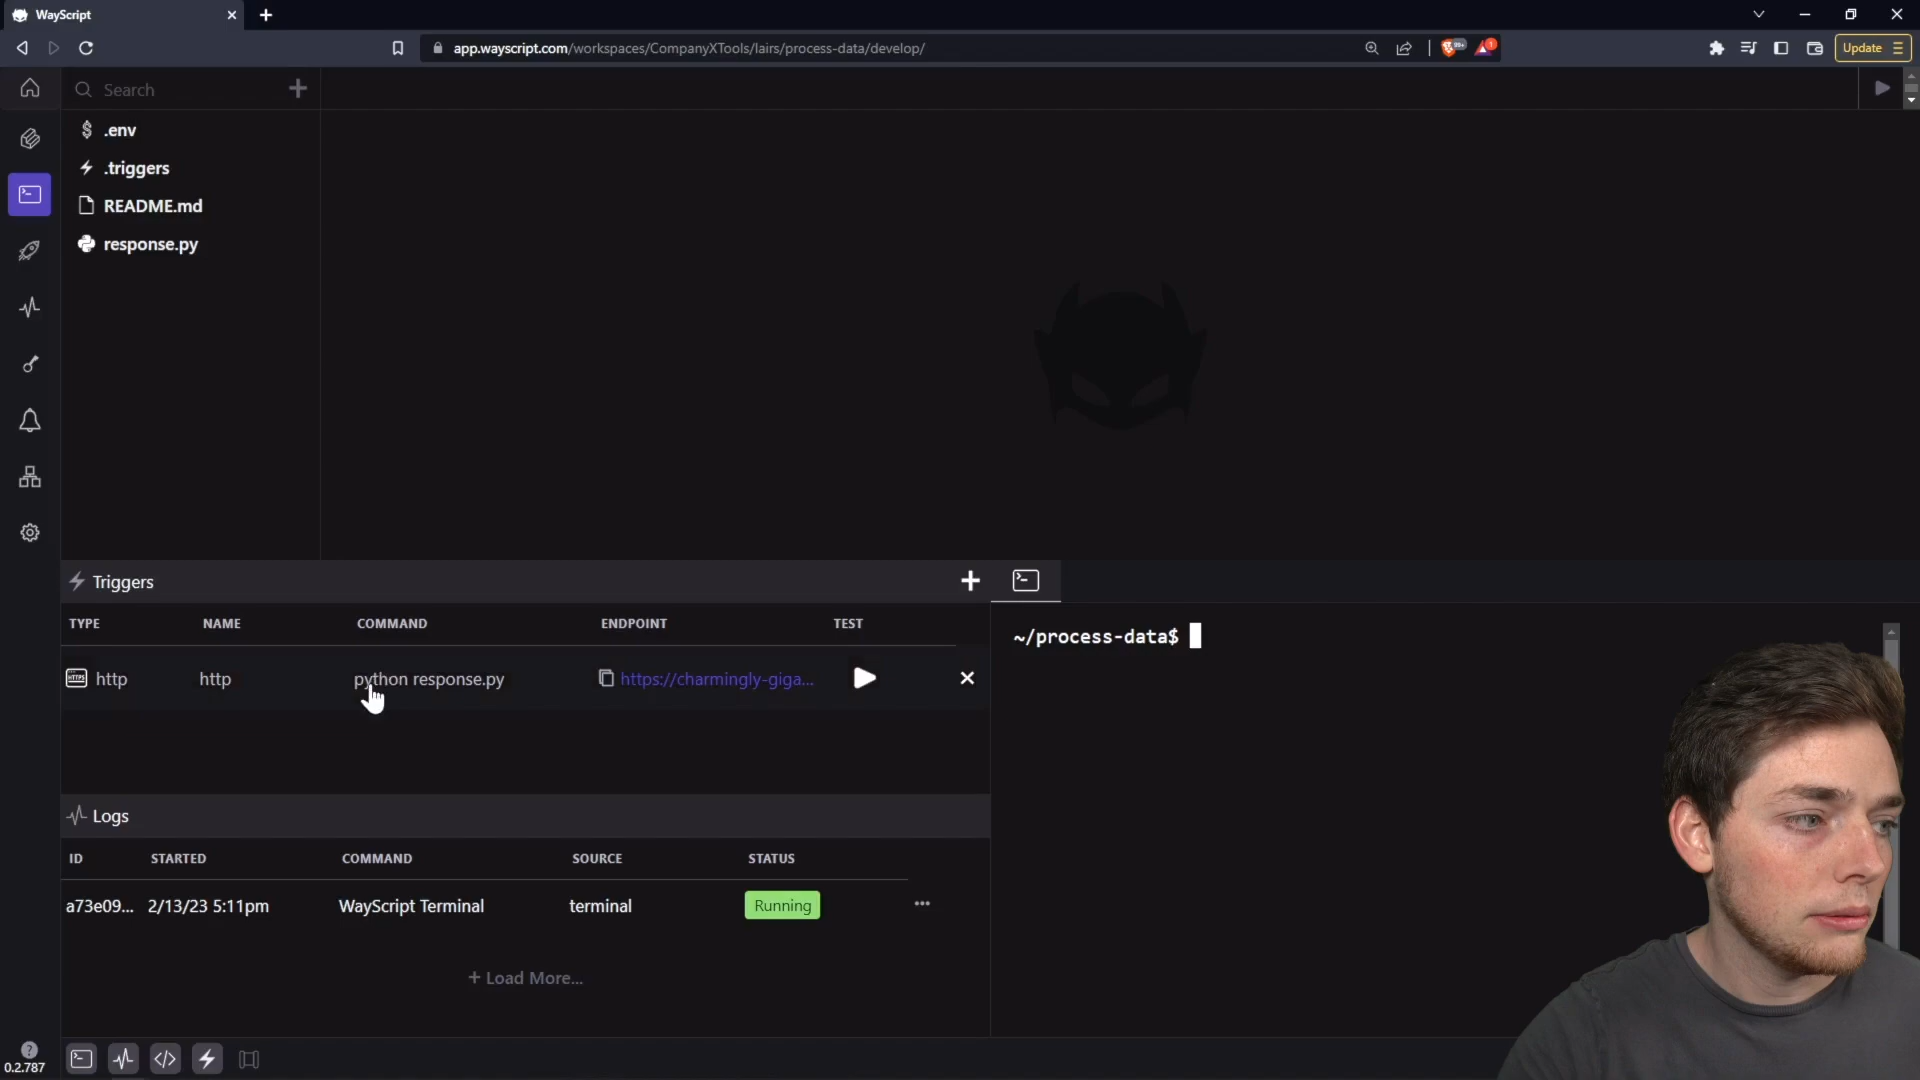 WayScript
app.wayscript.com/workspaces/CompanyXTools/lairs/process-data/develop/
99+
1
Update
Search
.env
.triggers
README.md
response.py
Triggers
TYPE NAME COMMAND ENDPOINT TEST
http http python response.py https://charmingly-giga...
~/process-data$
Logs
ID STARTED COMMAND SOURCE STATUS
a73e09... 2/13/23 5:11pm WayScript Terminal terminal Running
+ Load More...
0.2.787